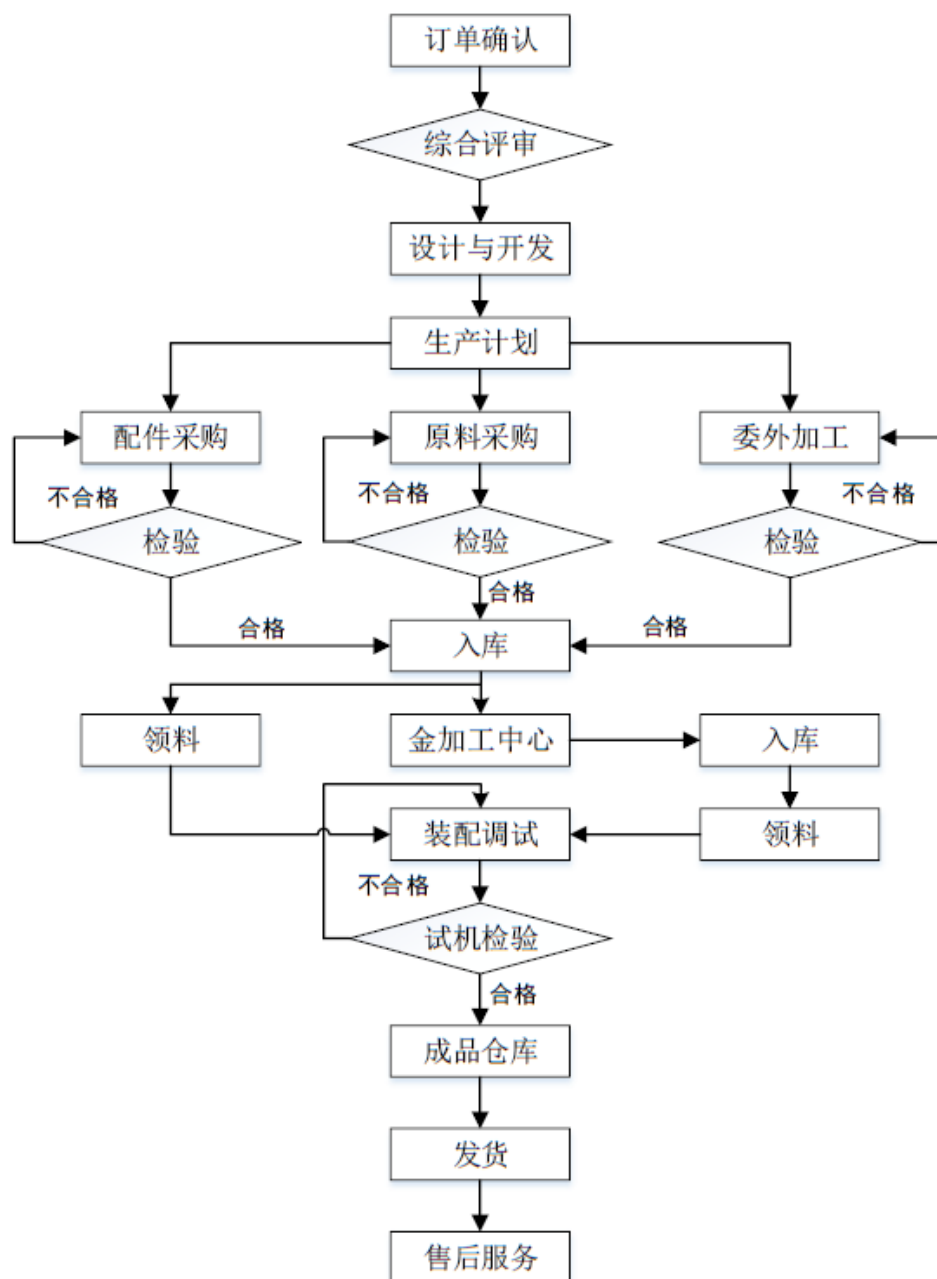 订单确认
综合评审
设计与开发
生产计划
配件采购
原料采购
委外加工
不合格
不合格
不合格
检验
检验
检验
合格
合格
合格
入库
领料
金加工中心
入库
装配调试
领料
不合格
试机检验
合格
成品仓库
发货
售后服务